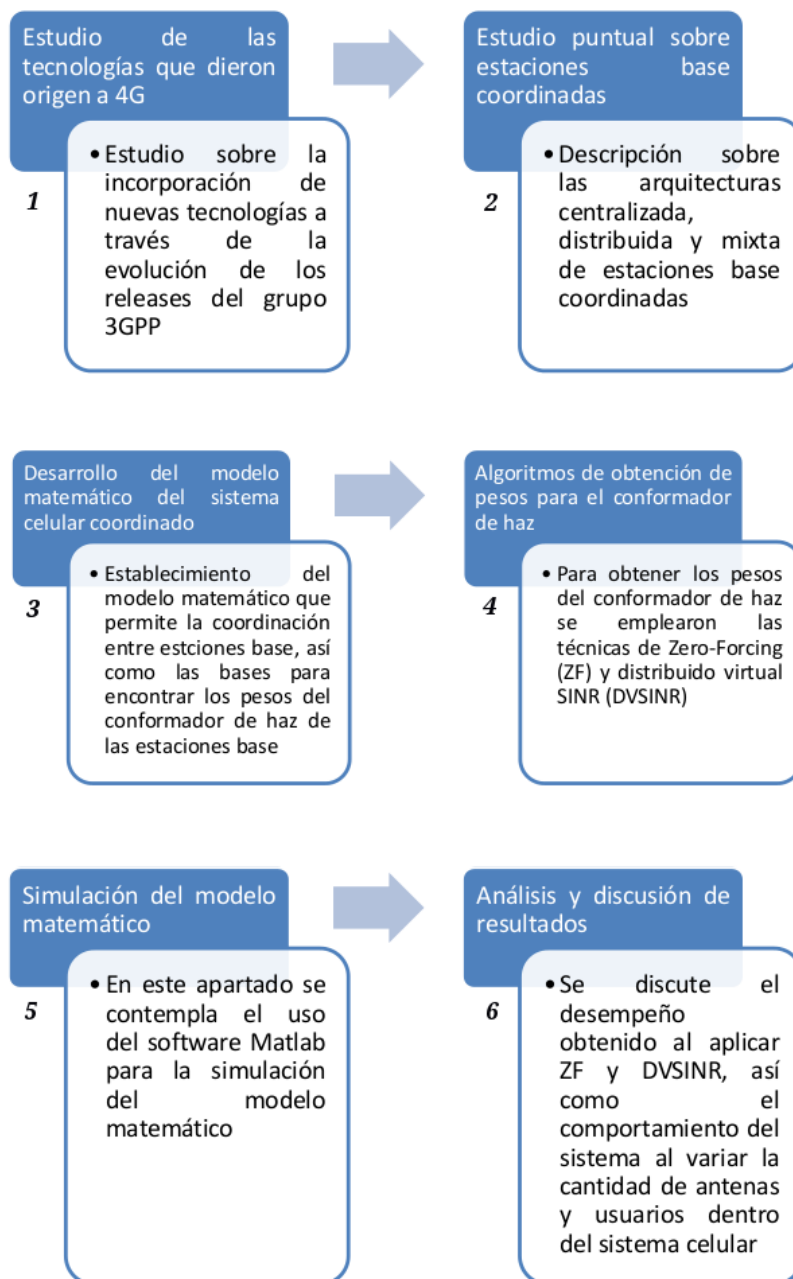 Estudio de las
tecnologías que dieron
origen a 4G
• Estudio sobre la
incorporación de
nuevas tecnologías a
través de la
evolución de los
releases del grupo
3GPP
1
Estudio puntual sobre
estaciones base
coordinadas
• Descripción sobre
las arquitecturas
centralizada,
distribuida y mixta
de estaciones base
coordinadas
2
Desarrollo del modelo
matemático del sistema
celular coordinado
• Establecimiento del
modelo matemático que
permite la coordinación
entre estciones base, así
como las bases para
encontrar los pesos del
conformador de haz de
las estaciones base
3
Algoritmos de obtención de
pesos para el conformador
de haz
• Para obtener los pesos
del conformador de haz
se emplearon las
técnicas de Zero-Forcing
(ZF) y distribuido virtual
SINR (DVSINR)
4
Simulación del modelo
matemático
• En este apartado se
contempla el uso
del software Matlab
para la simulación
del modelo
matemático
5
Análisis y discusión de
resultados
• Se discute el
desempeño
obtenido al aplicar
ZF y DVSINR, así
como el
comportamiento del
sistema al variar la
cantidad de antenas
y usuarios dentro
del sistema celular
6